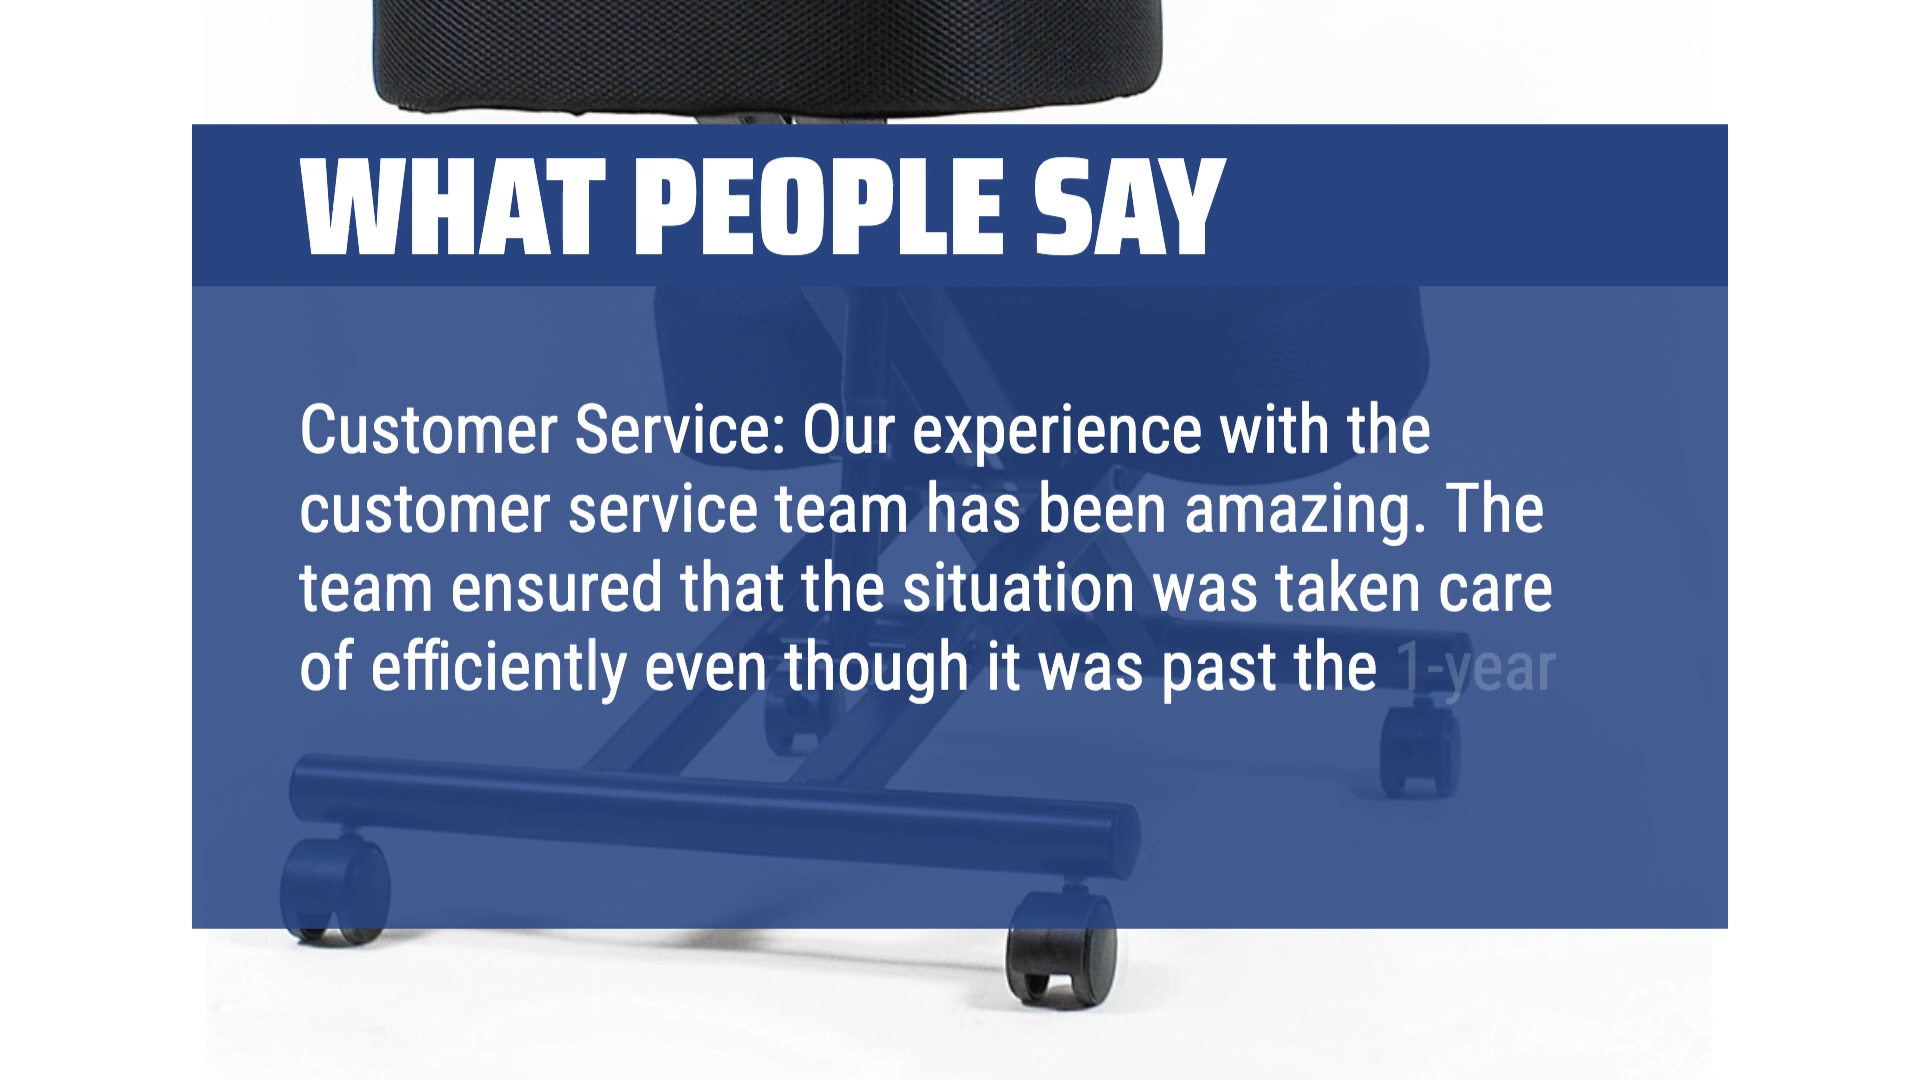 WHAT PEOPLE SAY
Customer Service: Our experience with the
customer service team has been amazing. The
team ensured that the situation was taken care
of efficiently even though it was past the 1-year